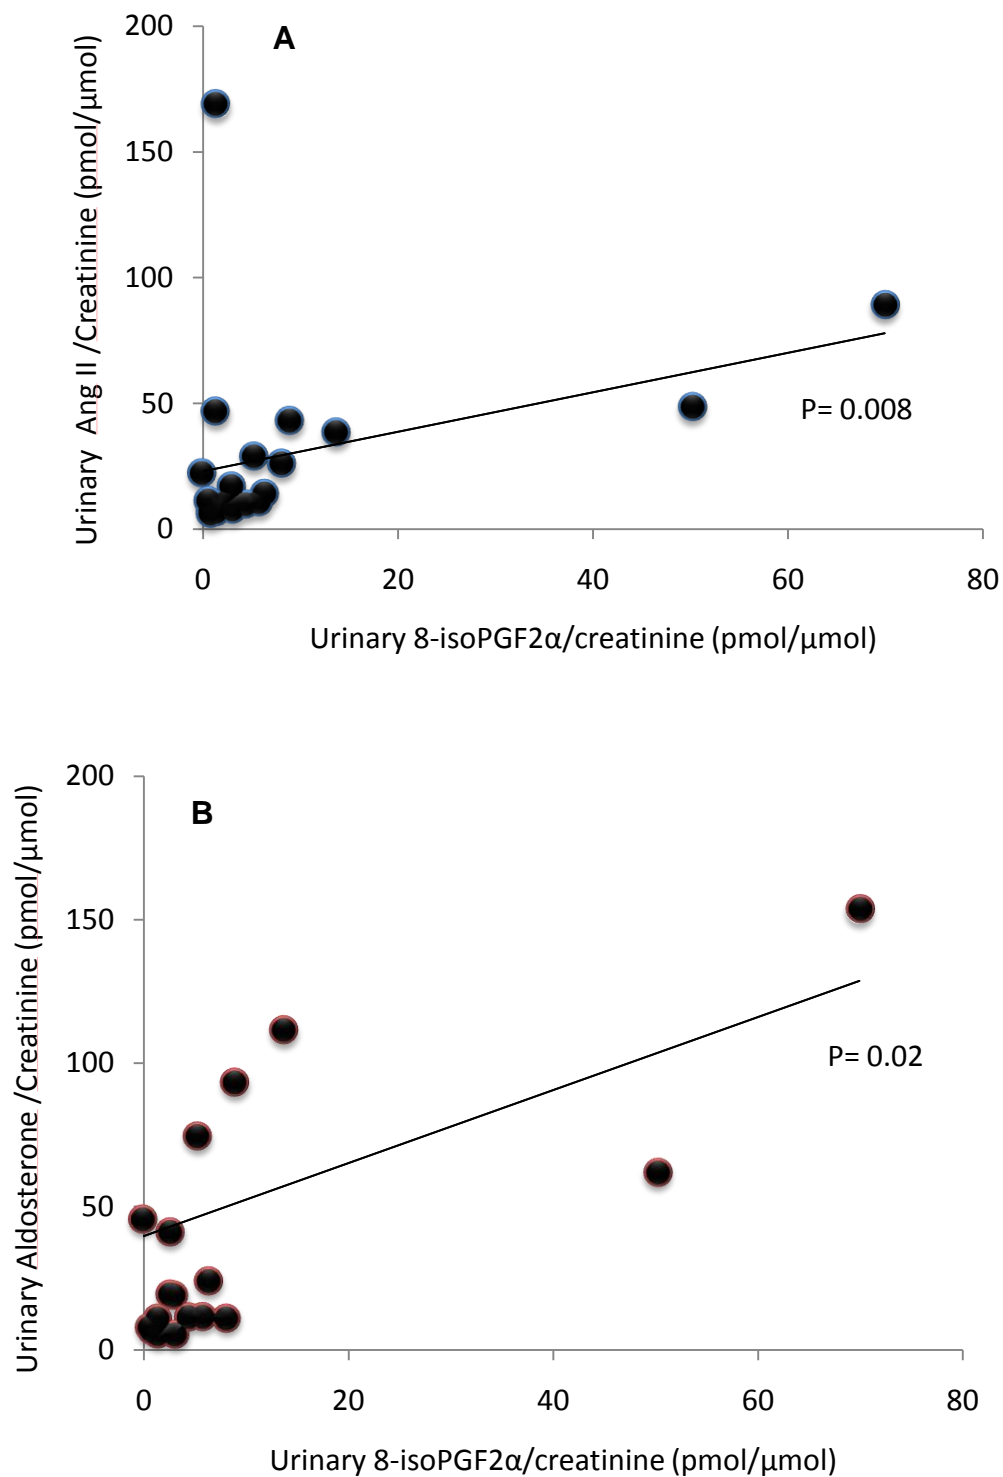 A
Urinary Ang II /Creatinine (pmol/μmol)
200
150
100
50
0
P= 0.008
0 20 40 60 80
Urinary 8-isoPGF2α/creatinine (pmol/μmol)
B
Urinary Aldosterone /Creatinine (pmol/μmol)
200
150
100
50
0
P= 0.02
0 20 40 60 80
Urinary 8-isoPGF2α/creatinine (pmol/μmol)